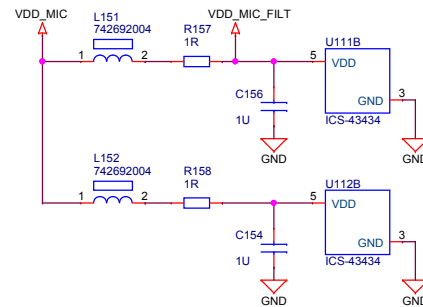 VDD_MIC
VDD_MIC_FILT
L151
742692004
R157
1R
U111B
1
2
5
VDD
C156
1U
GND
3
ICS-43434
GND
GND
L152
742692004
R158
1R
U112B
1
2
5
VDD
C154
1U
GND
3
ICS-43434
GND
GND